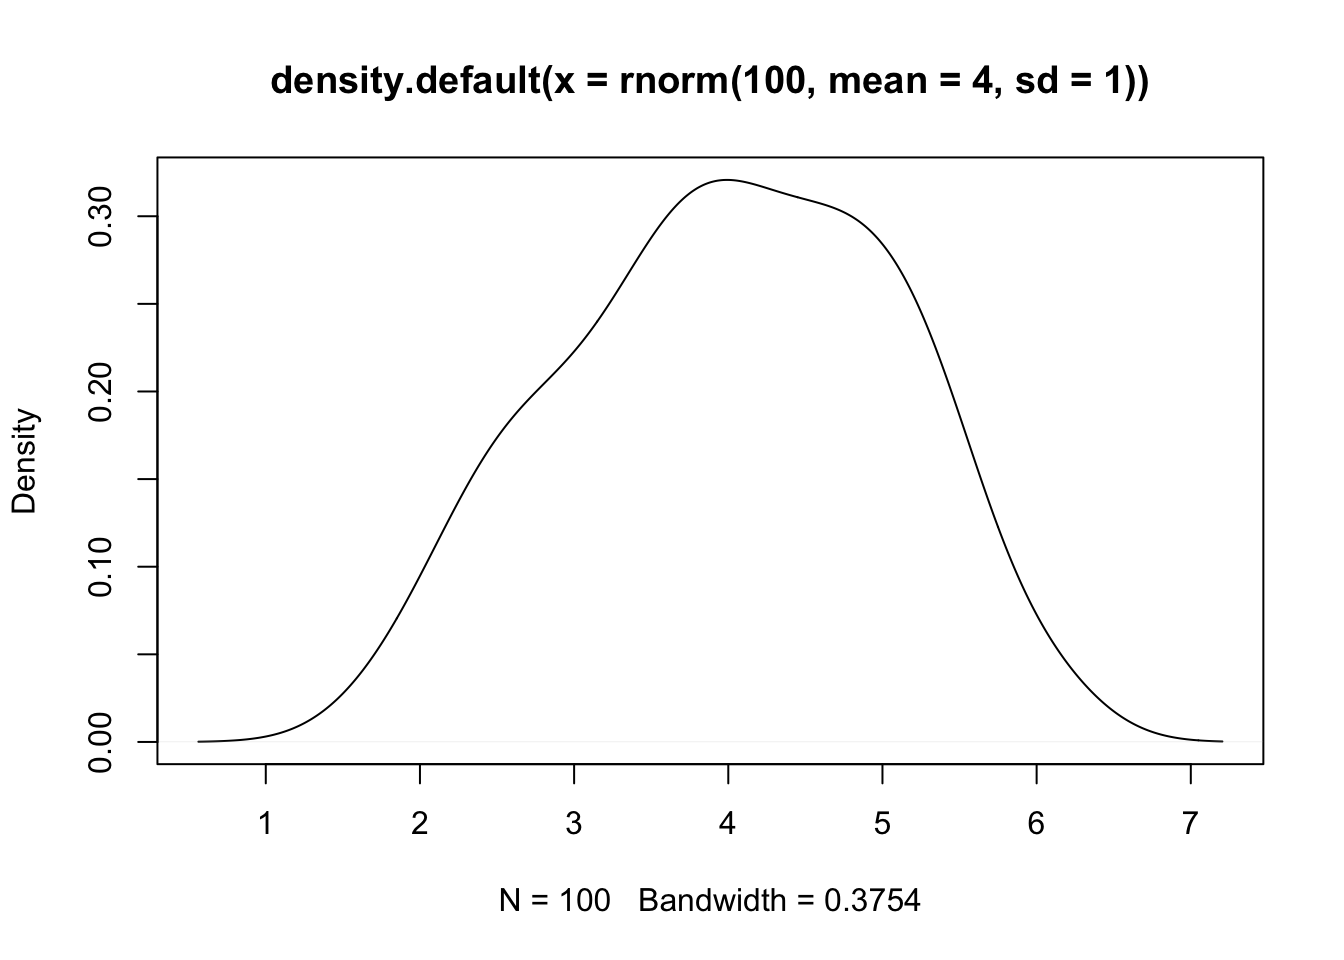 density.default(x = rnorm(100, mean = 4, sd = 1))
Density
0.30
0.20
0.10
0.00
1 2 3 4 5 6 7
N = 100 Bandwidth = 0.3754